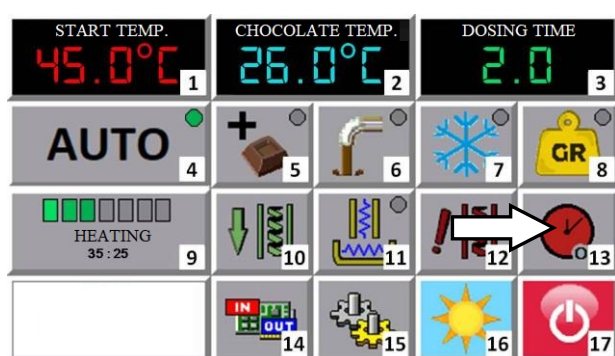 START TEMP.
CHOCOLATE TEMP.
DOSING TIME
45.0°C 1
26.0°C 2
2.0 3
AUTO 4
+ 5
6
7
GR 8
HEATING
35:25 9
10
11
! 12
13
IN
OUT 14
15
16
17